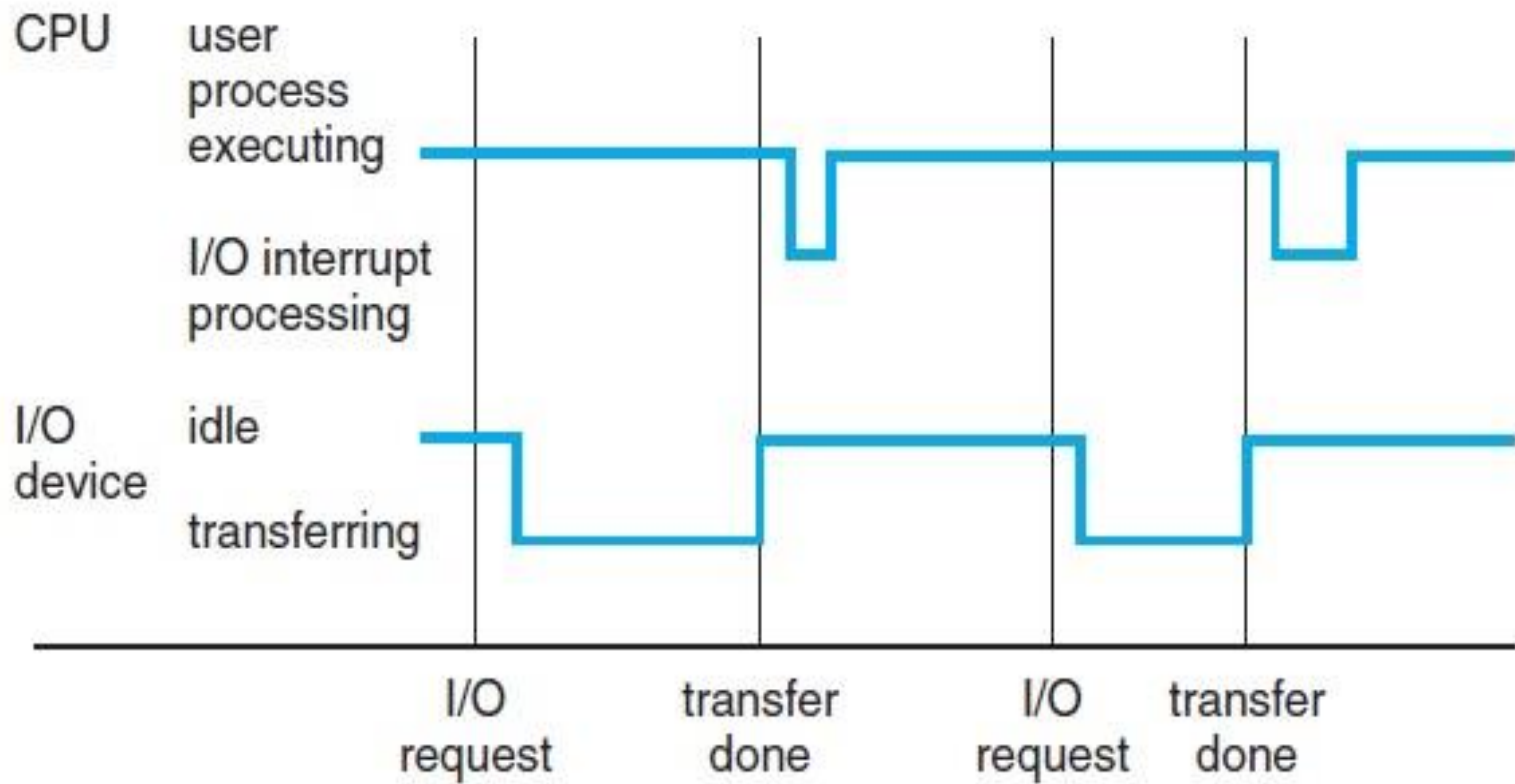 CPU
user
process
executing
I/O interrupt
processing
I/O
device
idle
transferring
I/O
request
transfer
done
I/O
request
transfer
done